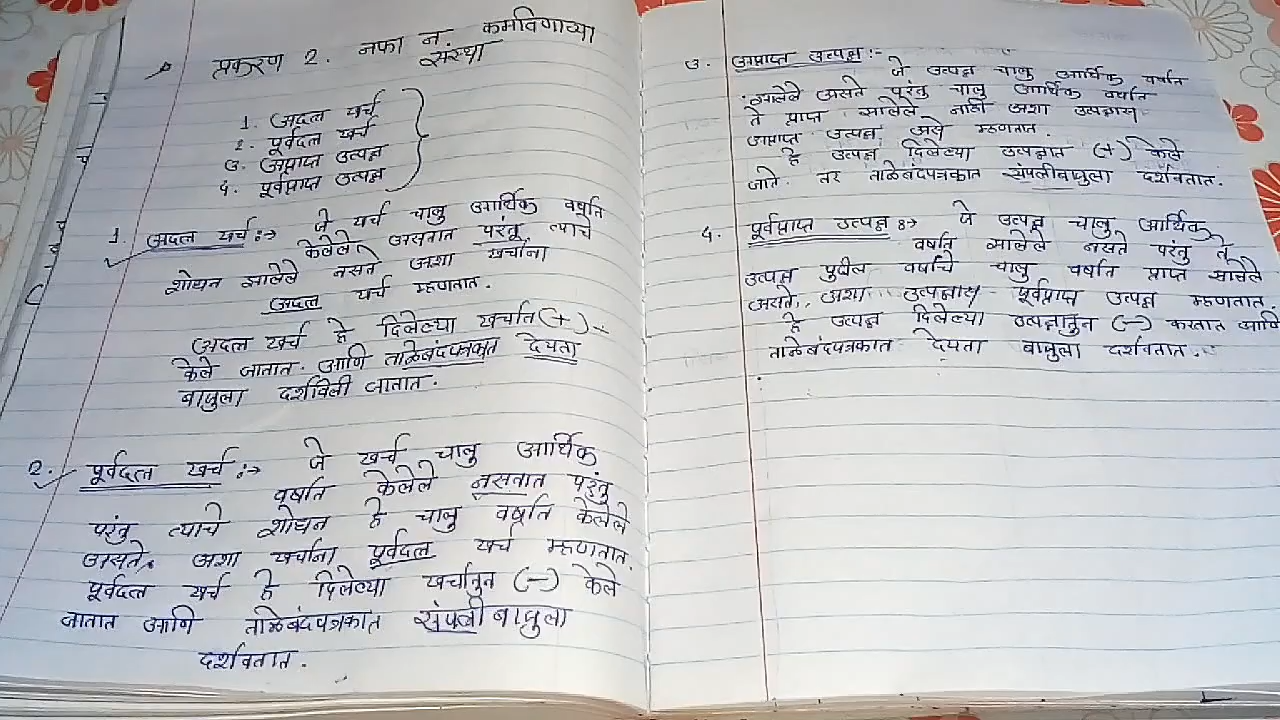 प्रकरण 2. नफा न कमविणाच्या
संस्था
1. अदत्त खर्च
2. पूर्वदत्त खर्च
3. अप्राप्त उत्पन्न
4. पूर्वप्राप्त उत्पन्न
1. अदत्त खर्च :→ जे खर्च चालु आर्थिक वर्षात
केलेले असतात परंतू त्याचे
शोधन झालेले नसते अशा खर्चाना
अदत्त खर्च म्हणतात.
अदत्त खर्च हे दिलेल्या खर्चात (+)
केले जातात. आणि ताळेबंदपत्रकात देयता
बाजुला दर्शविली जातात.
2. पूर्वदत्त खर्च :→ जे खर्च चालु आर्थिक
वर्षात केलेले नसतात परंतु
परंतु त्याचे शोधन हे चालु वर्षात केलेले
असते. अशा खर्चाना पूर्वदत्त खर्च म्हणतात.
पूर्वदत्त खर्च हे दिलेल्या खर्चातुन (-) केले
जातात आणि ताळेबंदपत्रकात संपत्ती बाजुला
दर्शवतात.
3. अप्राप्त उत्पन्न :-
जे उत्पन्न चालु आर्थिक वर्षात
झालेले असते परंतु चालु आर्थिक वर्षात
ते प्राप्त झालेले नाही अशा उत्पन्नाय
अप्राप्त उत्पन्न असे म्हणतात.
हे उत्पन्न दिलेल्या उत्पन्नात (+) केले
जाते. तर ताळेबंदपत्रकात संपत्तीबाजुला दर्शवतात.
4. पूर्वप्राप्त उत्पन्न :→ जे उत्पन्न चालु आर्थिक
वर्षात झालेले नसते परंतु ते
उत्पन्न पुढील वर्षाचे चालु वर्षात प्राप्त झालेले
असते. अशा उत्पन्नाय पूर्वप्राप्त उत्पन्न म्हणतात.
हे उत्पन्न दिलेल्या उत्पन्नातुन (-) करतात आणि
ताळेबंदपत्रकात देयता बाजुला दर्शवतात.